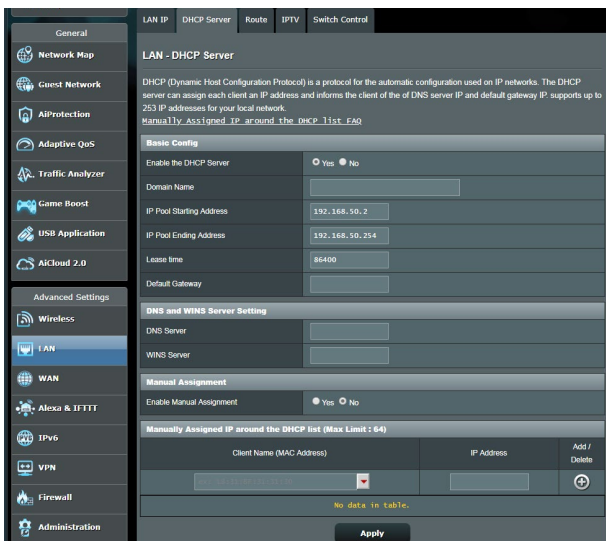 General
Network Map
Guest Network
AiProtection
Adaptive QoS
Traffic Analyzer
Game Boost
USB Application
AiCloud 2.0
Advanced Settings
Wireless
LAN
WAN
Alexa & IFTTT
IPv6
VPN
Firewall
Administration
LAN IP DHCP Server Route IPTV Switch Control
LAN - DHCP Server
DHCP (Dynamic Host Configuration Protocol) is a protocol for the automatic configuration used on IP networks. The DHCP
server can assign each client an IP address and informs the client of the of DNS server IP and default gateway IP. supports up to
253 IP addresses for your local network.
Manually Assigned IP around the DHCP list FAQ
Basic Config
Enable the DHCP Server Yes No
Domain Name
IP Pool Starting Address 192.168.50.2
IP Pool Ending Address 192.168.50.254
Lease time 86400
Default Gateway
DNS and WINS Server Setting
DNS Server
WINS Server
Manual Assignment
Enable Manual Assignment Yes No
Manually Assigned IP around the DHCP list (Max Limit : 64)
Client Name (MAC Address) IP Address Add / Delete
No data in table.
Apply